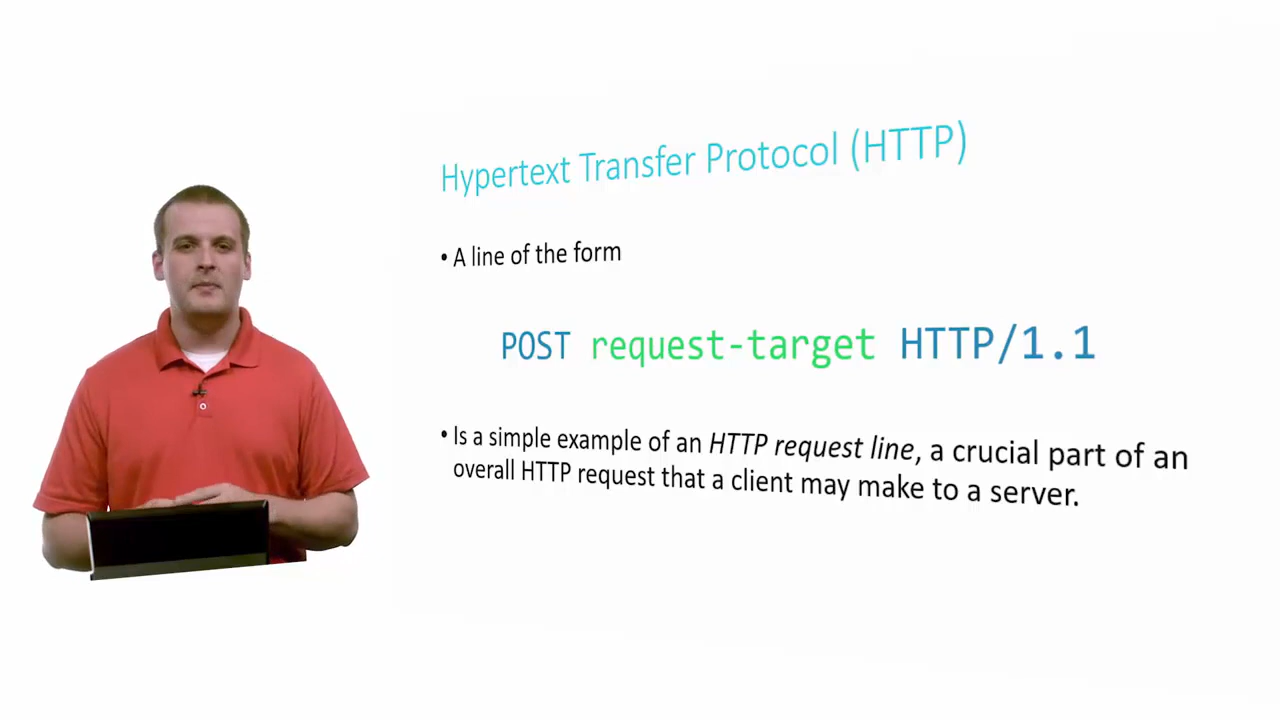 Hypertext Transfer Protocol (HTTP)
• A line of the form
POST request-target HTTP/1.1
• Is a simple example of an HTTP request line, a crucial part of an
overall HTTP request that a client may make to a server.